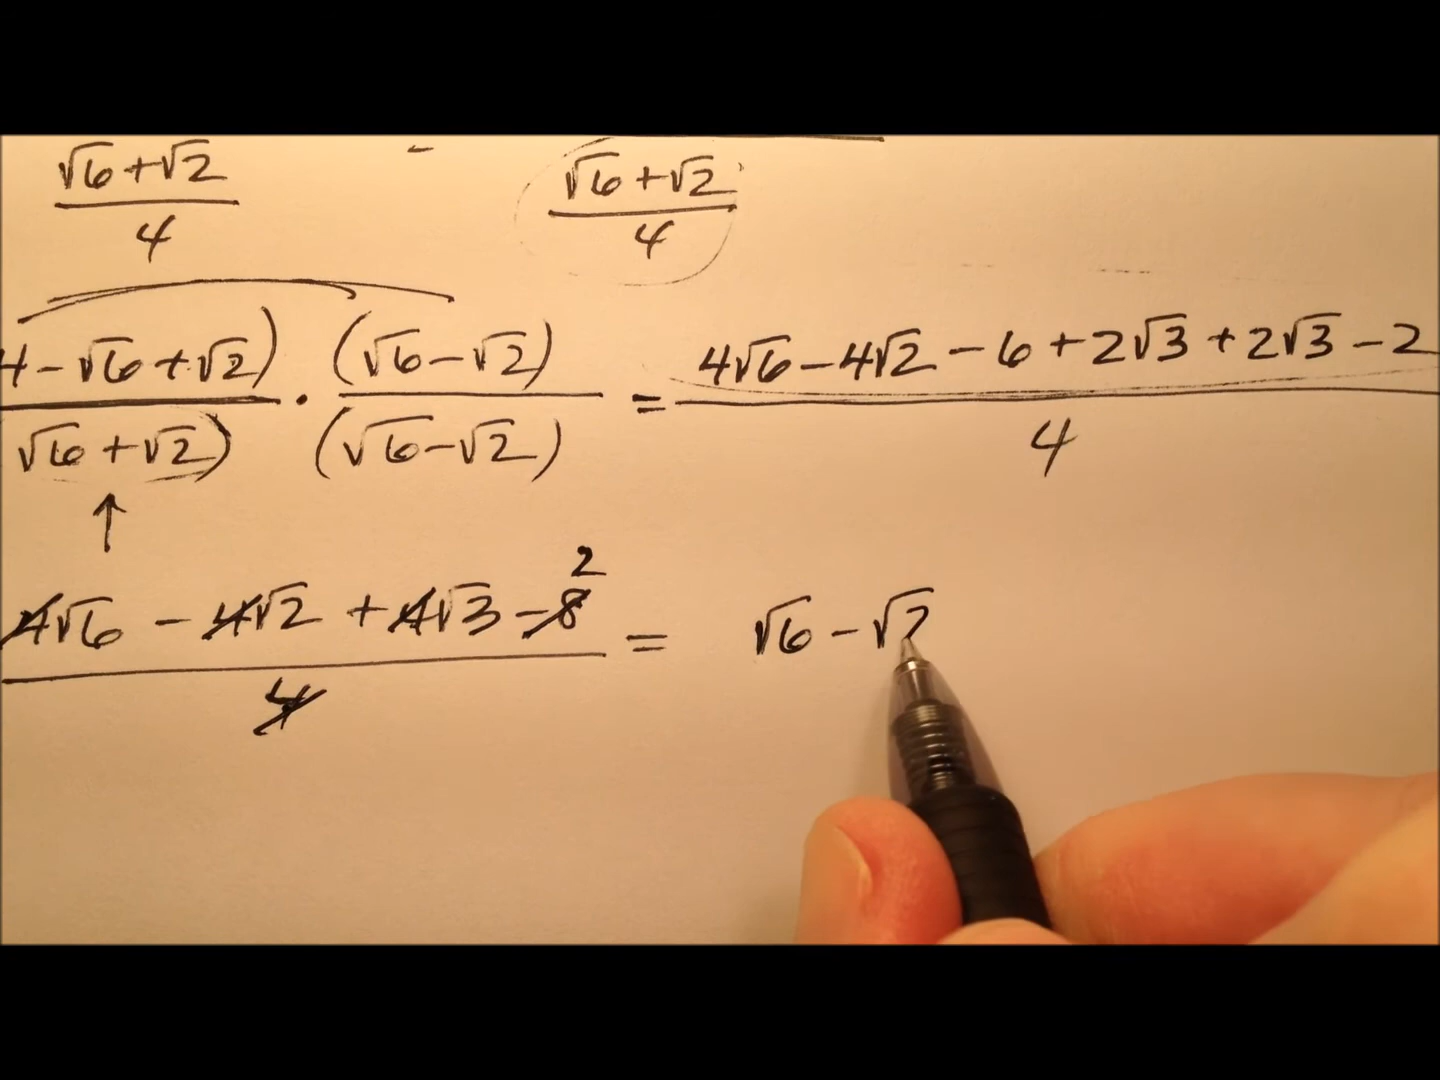 √6+√2 / 4 - √6+√2 / 4
4-√6+√2) / √6+√2) · (√6-√2) / (√6-√2) = 4√6-4√2-6+2√3+2√3-2 / 4
↑
4√6 - 4√2 + 4√3 - 8 2 / 4 = √6-√2